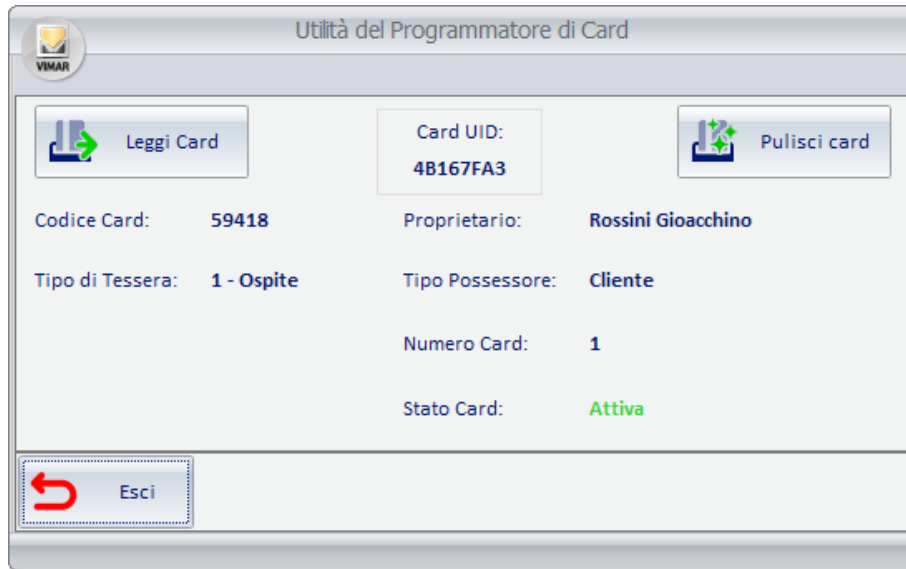 Utilità del Programmatore di Card
VIMAR
Leggi Card
Card UID:
4B167FA3
Pulisci card
Codice Card: 59418 Proprietario: Rossini Gioacchino
Tipo di Tessera: 1 - Ospite Tipo Possessore: Cliente
Numero Card: 1
Stato Card: Attiva
Esci